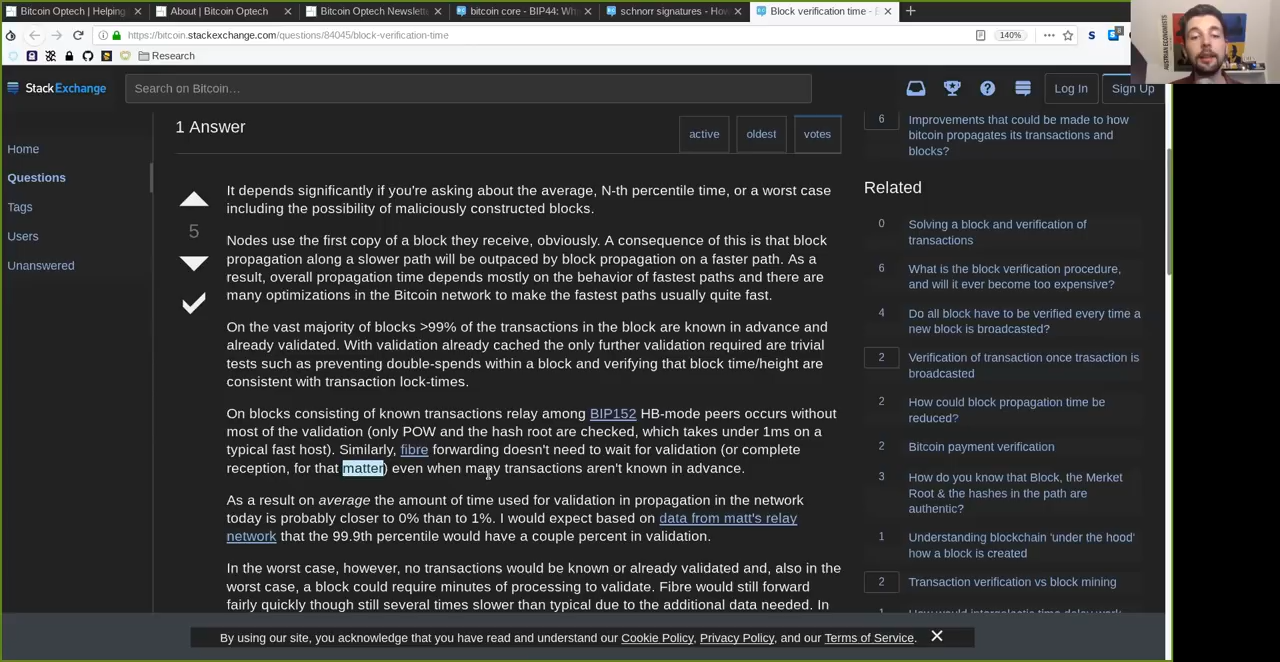 Bitcoin Optech | Helping
About | Bitcoin Optech
Bitcoin Optech Newslett
bitcoin core - BIP44: Wh
schnorr signatures - How
Block verification time -
https://bitcoin.stackexchange.com/questions/84045/block-verification-time
140%
Research
AUSTRIAN ECONOMISTS
StackExchange
Search on Bitcoin…
Log In
Sign Up
1 Answer
active
oldest
votes
Home
Questions
Tags
Users
Unanswered
5
It depends significantly if you're asking about the average, N-th percentile time, or a worst case
including the possibility of maliciously constructed blocks.
Nodes use the first copy of a block they receive, obviously. A consequence of this is that block
propagation along a slower path will be outpaced by block propagation on a faster path. As a
result, overall propagation time depends mostly on the behavior of fastest paths and there are
many optimizations in the Bitcoin network to make the fastest paths usually quite fast.
On the vast majority of blocks >99% of the transactions in the block are known in advance and
already validated. With validation already cached the only further validation required are trivial
tests such as preventing double-spends within a block and verifying that block time/height are
consistent with transaction lock-times.
On blocks consisting of known transactions relay among BIP152 HB-mode peers occurs without
most of the validation (only POW and the hash root are checked, which takes under 1ms on a
typical fast host). Similarly, fibre forwarding doesn't need to wait for validation (or complete
reception, for that matter) even when many transactions aren't known in advance.
As a result on average the amount of time used for validation in propagation in the network
today is probably closer to 0% than to 1%. I would expect based on data from matt's relay
network that the 99.9th percentile would have a couple percent in validation.
In the worst case, however, no transactions would be known or already validated and, also in the
worst case, a block could require minutes of processing to validate. Fibre would still forward
fairly quickly though still several times slower than typical due to the additional data needed. In
6
Improvements that could be made to how
bitcoin propagates its transactions and
blocks?
Related
0
Solving a block and verification of
transactions
6
What is the block verification procedure,
and will it ever become too expensive?
4
Do all block have to be verified every time a
new block is broadcasted?
2
Verification of transaction once trasaction is
broadcasted
2
How could block propagation time be
reduced?
2
Bitcoin payment verification
3
How do you know that Block, the Market
Root & the hashes in the path are
authentic?
1
Understanding blockchain 'under the hood'
how a block is created
2
Transaction verification vs block mining
By using our site, you acknowledge that you have read and understand our Cookie Policy, Privacy Policy, and our Terms of Service.